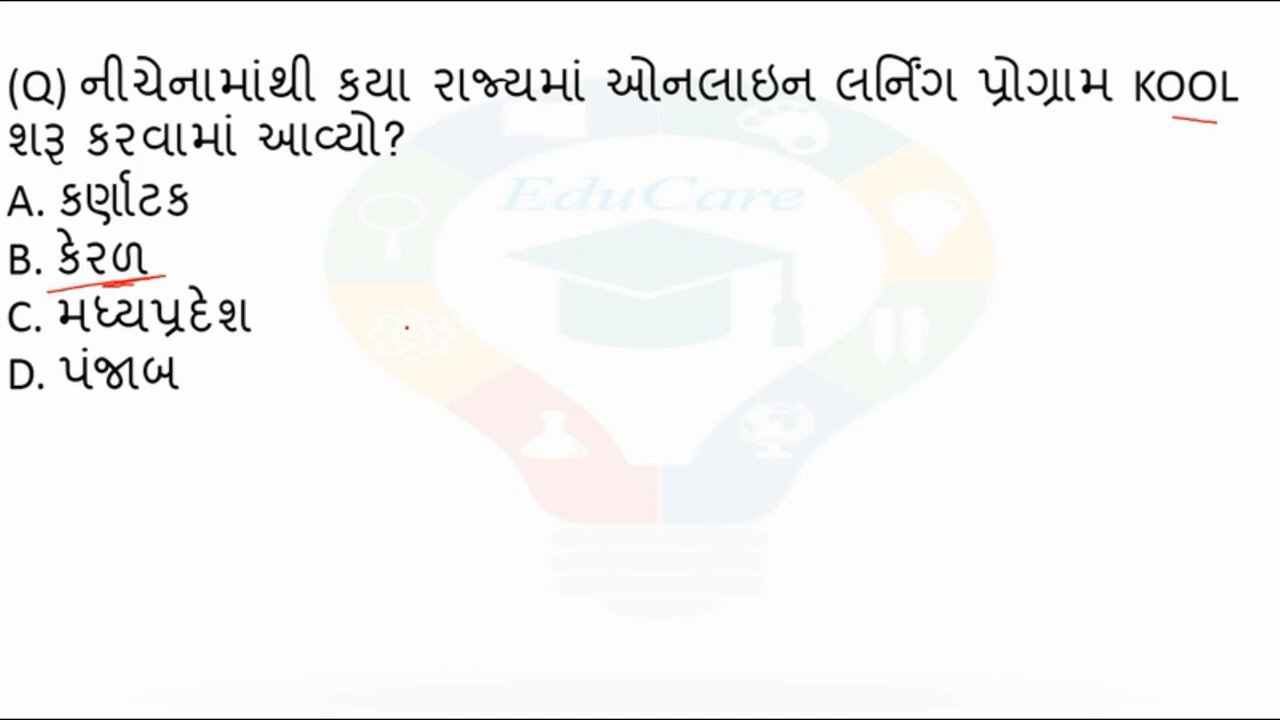 (Q) નીચેનામાંથી કયા રાજ્યમાં ઓનલાઇન લર્નિંગ પ્રોગ્રામ KOOL
શરૂ કરવામાં આવ્યો?
A. કર્ણાટક
B. કેરળ
C. મધ્યપ્રદેશ
D. પંજાબ
EduCare